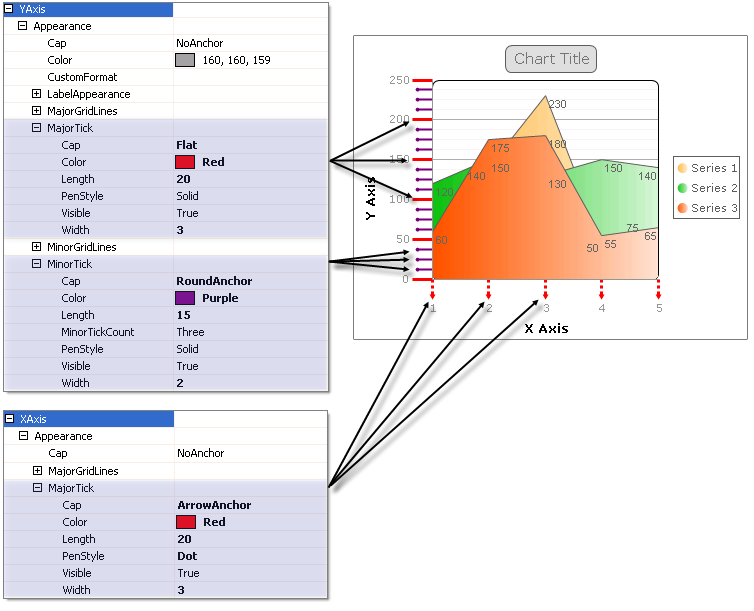 YAxis
Appearance
Cap NoAnchor
Color 160, 160, 159
CustomFormat
LabelAppearance
MajorGridLines
MajorTick
Cap Flat
Color Red
Length 20
PenStyle Solid
Visible True
Width 3
MinorGridLines
MinorTick
Cap RoundAnchor
Color Purple
Length 15
MinorTickCount Three
PenStyle Solid
Visible True
Width 2
XAxis
Appearance
Cap NoAnchor
MajorGridLines
MajorTick
Cap ArrowAnchor
Color Red
Length 20
PenStyle Dot
Visible True
Width 3
Chart Title
250
200
150
100
50
0
Y Axis
230
180
175
150
140
130
120
60
150
140
75
65
50
55
1 2 3 4 5
X Axis
Series 1
Series 2
Series 3